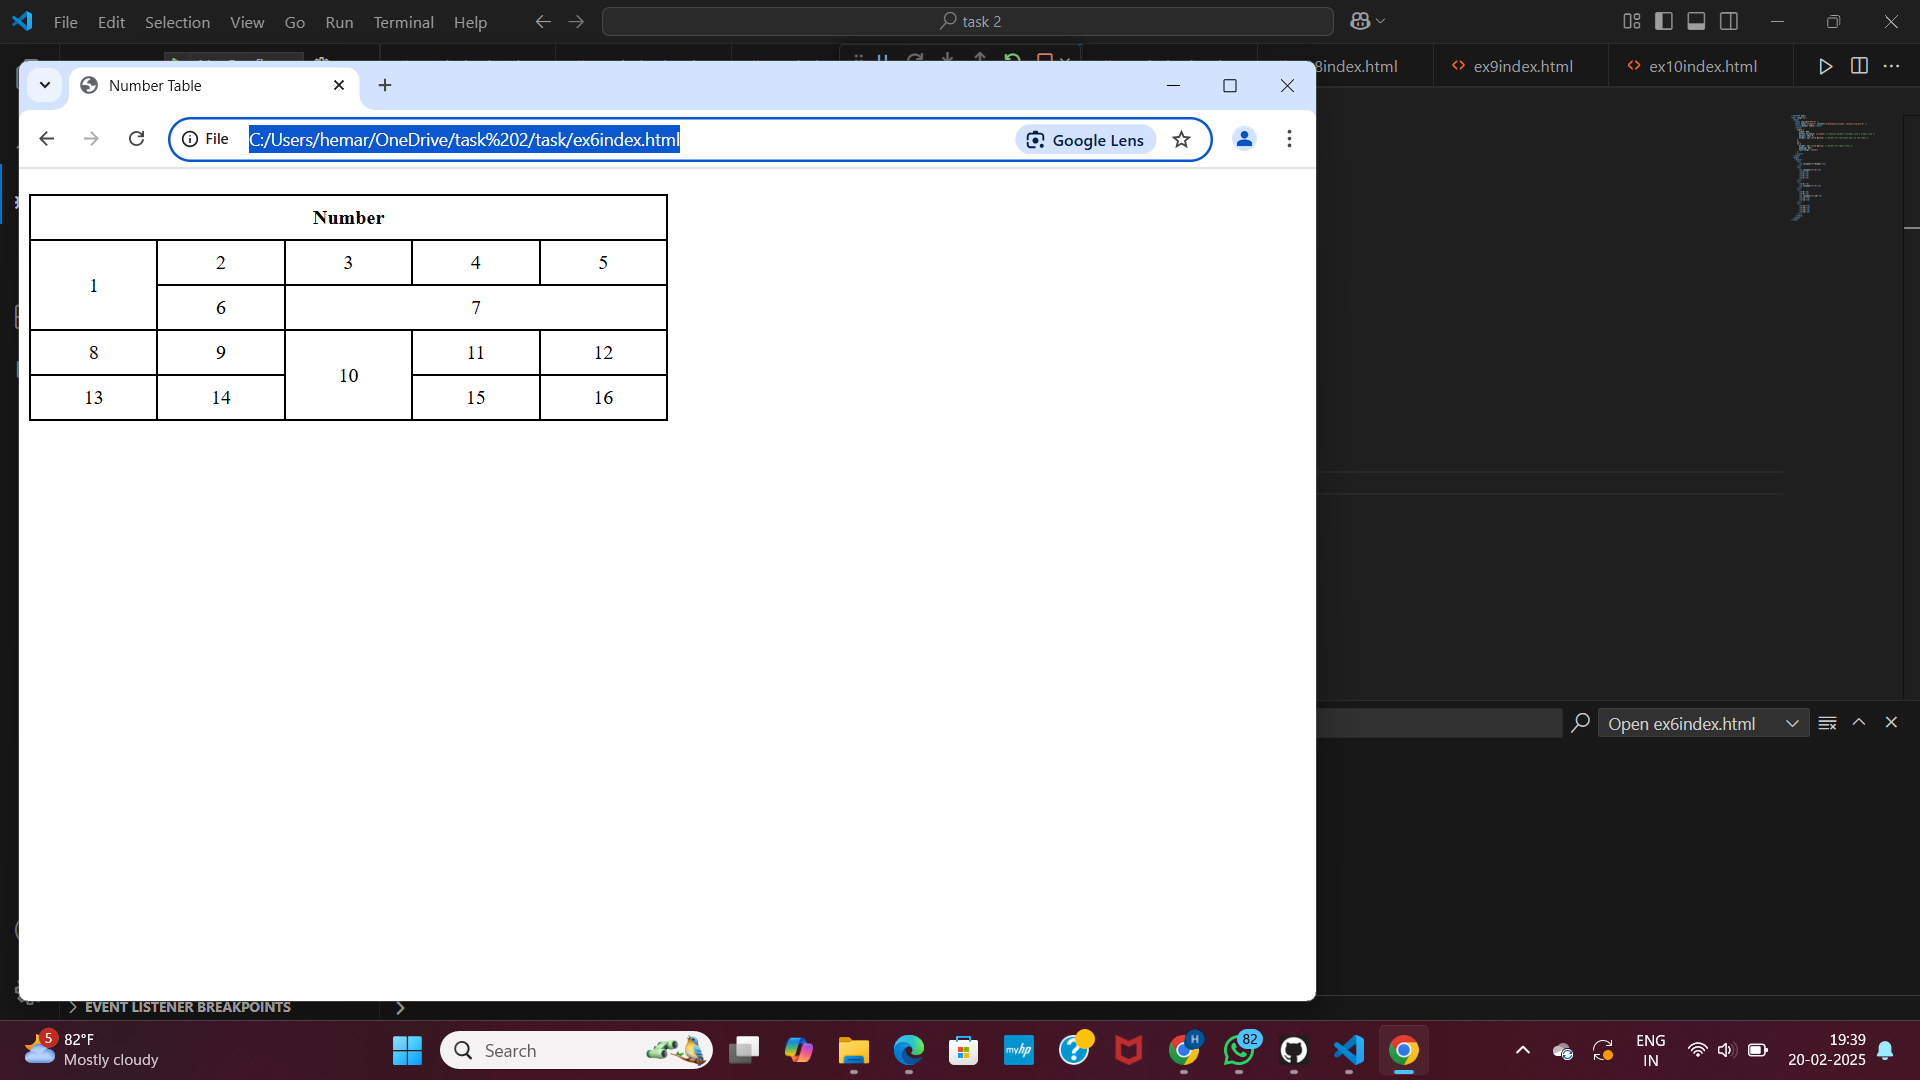 File Edit Selection View Go Run Terminal Help
task 2
8index.html
ex9index.html
ex10index.html
Number Table
File
C:/Users/hemar/OneDrive/task%202/task/ex6index.html
Google Lens
Number
1 2 3 4 5
6 7
8 9 10 11 12
13 14 15 16
Open ex6index.html
EVENT LISTENER BREAKPOINTS
5
82°F
Mostly cloudy
Search
myhp
H
82
ENG
IN
19:39
20-02-2025